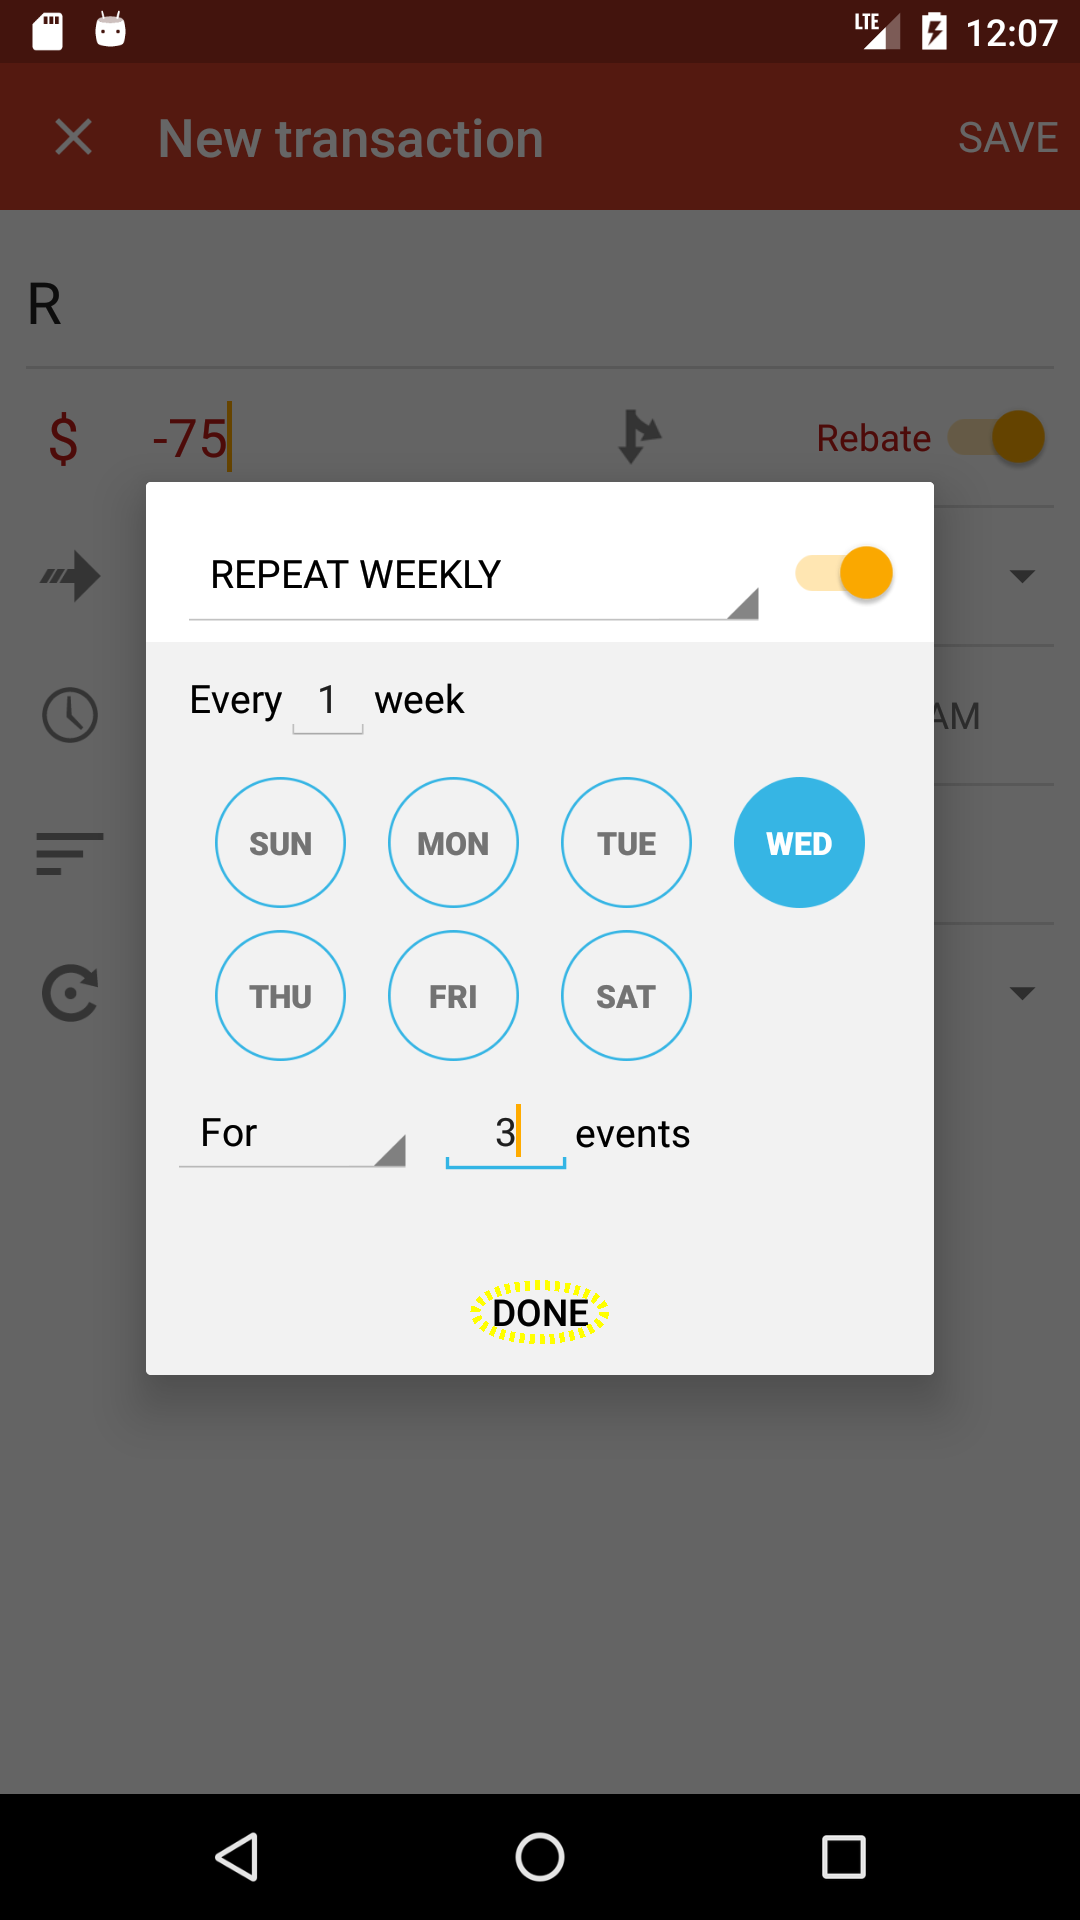 LTE 12:07
New transaction SAVE
R
$ -75 Rebate
REPEAT WEEKLY
Every 1 week
AM
SUN MON TUE WED
THU FRI SAT
For 3 events
DONE